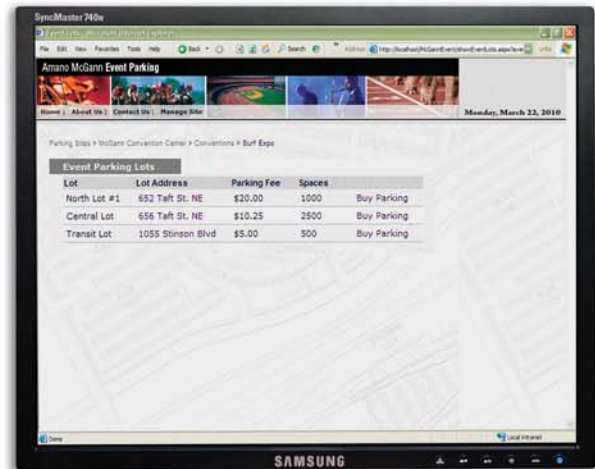 SyncMaster 740n
File Edit View Favorites Tools Help Back Search
Amano McGann Event Parking
Home | About Us | Contact Us | Manage Site Monday, March 22, 2010
Parking Sites > McGann Convention Center > Conventions > Surf Expo
Event Parking Lots
Lot Lot Address Parking Fee Spaces
North Lot #1 652 Taft St. NE $20.00 1000 Buy Parking
Central Lot 656 Taft St. NE $10.25 2500 Buy Parking
Transit Lot 1055 Stinson Blvd $5.00 500 Buy Parking
Done Local intranet
SAMSUNG